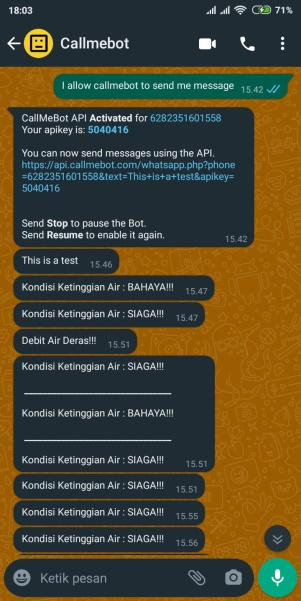 18:03
71%
Callmebot
I allow callmebot to send me message 15.42
CallMeBot API Activated for 6282351601558
Your apikey is: 5040416
You can now send messages using the API.
https://api.callmebot.com/whatsapp.php?phone
=6282351601558&text=This+is+a+test&apikey=
5040416
Send Stop to pause the Bot.
Send Resume to enable it again.
15.42
This is a test 15.46
Kondisi Ketinggian Air : BAHAYA!!! 15.47
Kondisi Ketinggian Air : SIAGA!!! 15.47
Debit Air Deras!!! 15.51
Kondisi Ketinggian Air : SIAGA!!!
Kondisi Ketinggian Air : BAHAYA!!!
Kondisi Ketinggian Air : SIAGA!!! 15.51
Kondisi Ketinggian Air : SIAGA!!! 15.51
Kondisi Ketinggian Air : SIAGA!!! 15.55
Kondisi Ketinggian Air : SIAGA!!! 15.56
Ketik pesan